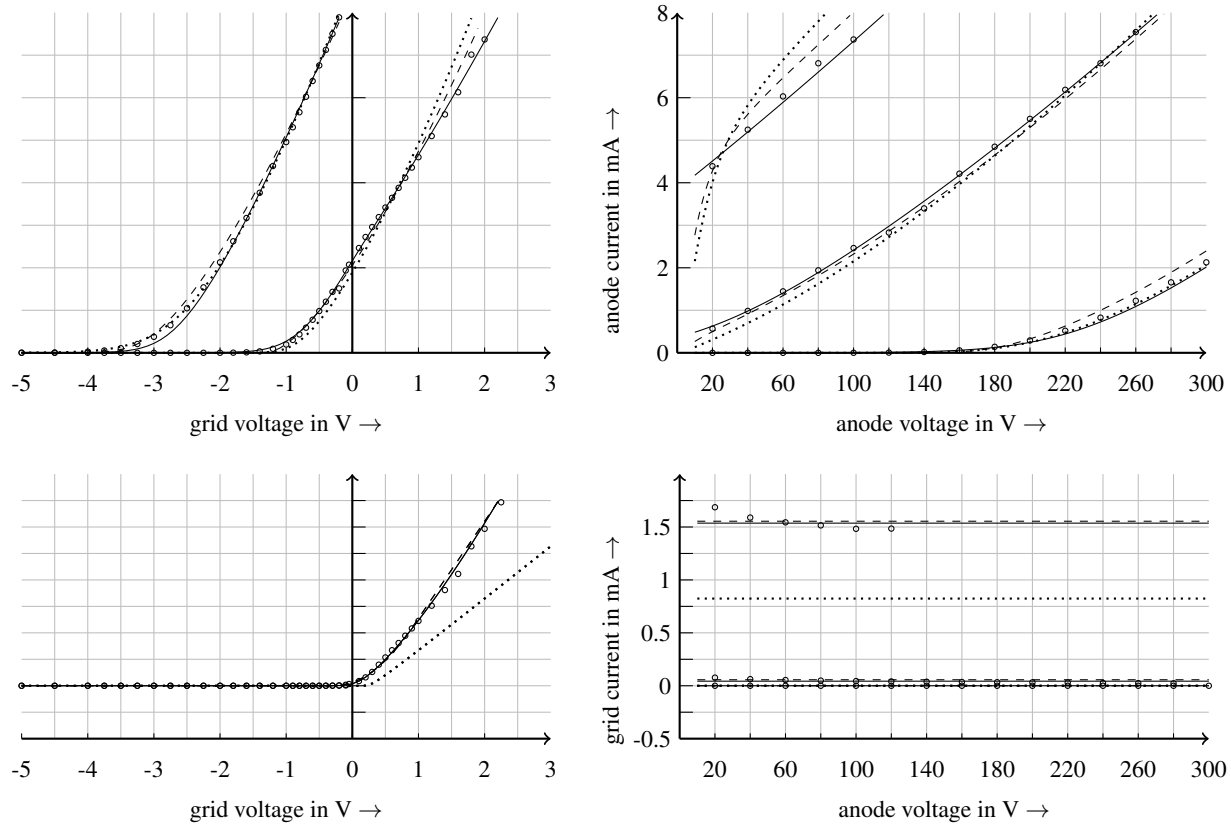 8
6
4
2
0
anode current in mA →
-5 -4 -3 -2 -1 0 1 2 3
20 60 100 140 180 220 260 300
grid voltage in V →
anode voltage in V →
1.5
1
0.5
0
-0.5
grid current in mA →
-5 -4 -3 -2 -1 0 1 2 3
20 60 100 140 180 220 260 300
grid voltage in V →
anode voltage in V →